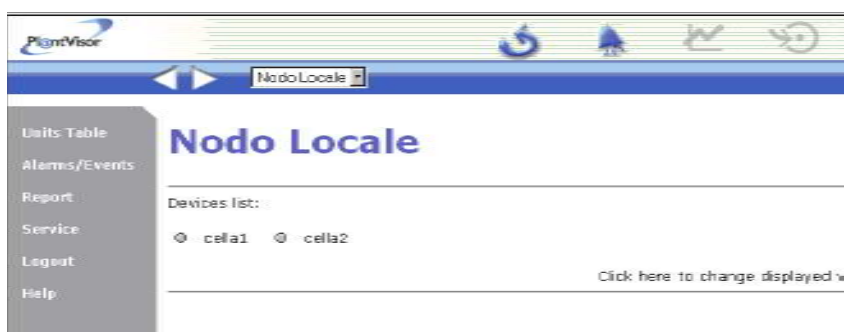 PlantVisor
Nodo Locale
Units Table
Alarms/Events
Report
Service
Logout
Help
Nodo Locale
Devices list:
cella1 cella2
Click here to change displayed v